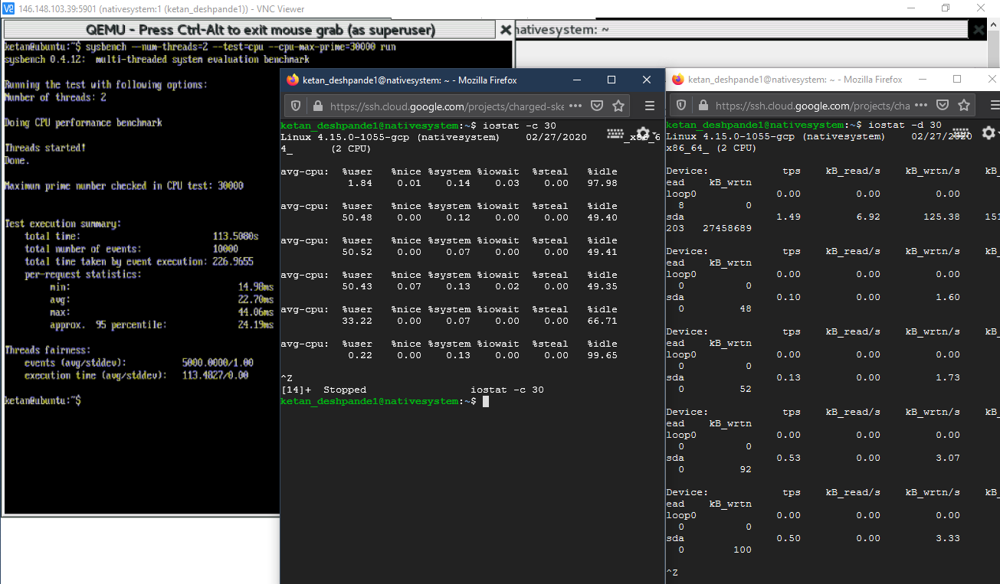 146.148.103.39:5901 (nativesystem:1 (ketan_deshpande1)) - VNC Viewer
QEMU - Press Ctrl-Alt to exit mouse grab (as superuser)
nativesystem: ~
ketan@ubuntu:~$ sysbench --num-threads=2 --test=cpu --cpu-max-prime=30000 run
sysbench 0.4.12:  multi-threaded system evaluation benchmark
Running the test with following options:
Number of threads: 2
Doing CPU performance benchmark
Threads started!
Done.
Maximum prime number checked in CPU test: 30000
Test execution summary:
total time: 113.5080s
total number of events: 10000
total time taken by event execution: 226.9655
per-request statistics:
min: 14.98ms
avg: 22.70ms
max: 44.06ms
approx.  95 percentile: 24.19ms
Threads fairness:
events (avg/stddev): 5000.0000/1.00
execution time (avg/stddev): 113.4827/0.00
ketan@ubuntu:~$
ketan_deshpande1@nativesystem: ~ - Mozilla Firefox
https://ssh.cloud.google.com/projects/charged-ske
ketan_deshpande1@nativesystem:~$ iostat -c 30
Linux 4.15.0-1055-gcp (nativesystem) 02/27/2020 _x86_6
4_ (2 CPU)
avg-cpu: %user %nice %system %iowait %steal %idle
1.84 0.01 0.14 0.03 0.00 97.98
avg-cpu: %user %nice %system %iowait %steal %idle
50.48 0.00 0.12 0.00 0.00 49.40
avg-cpu: %user %nice %system %iowait %steal %idle
50.52 0.00 0.07 0.00 0.00 49.41
avg-cpu: %user %nice %system %iowait %steal %idle
50.43 0.07 0.13 0.02 0.00 49.35
avg-cpu: %user %nice %system %iowait %steal %idle
33.22 0.00 0.07 0.00 0.00 66.71
avg-cpu: %user %nice %system %iowait %steal %idle
0.22 0.00 0.13 0.00 0.00 99.65
^Z
[14]+ Stopped iostat -c 30
ketan_deshpande1@nativesystem:~$
ketan_deshpande1@nativesystem: ~ - Mozilla Firefox
https://ssh.cloud.google.com/projects/cha
ketan_deshpande1@nativesystem:~$ iostat -d 30
Linux 4.15.0-1055-gcp (nativesystem) 02/27/2020
x86_64_ (2 CPU)
Device: tps kB_read/s kB_wrtn/s kB_
ead kB_wrtn
loop0 0.00 0.00 0.00
8 0
sda 1.49 6.92 125.38 151
203 27458689
Device: tps kB_read/s kB_wrtn/s kB_
ead kB_wrtn
loop0 0.00 0.00 0.00
0 0
sda 0.10 0.00 1.60
0 48
Device: tps kB_read/s kB_wrtn/s kB_
ead kB_wrtn
loop0 0.00 0.00 0.00
0 0
sda 0.13 0.00 1.73
0 52
Device: tps kB_read/s kB_wrtn/s kB_
ead kB_wrtn
loop0 0.00 0.00 0.00
0 0
sda 0.53 0.00 3.07
0 92
Device: tps kB_read/s kB_wrtn/s kB_
ead kB_wrtn
loop0 0.00 0.00 0.00
0 0
sda 0.50 0.00 3.33
0 100
^Z